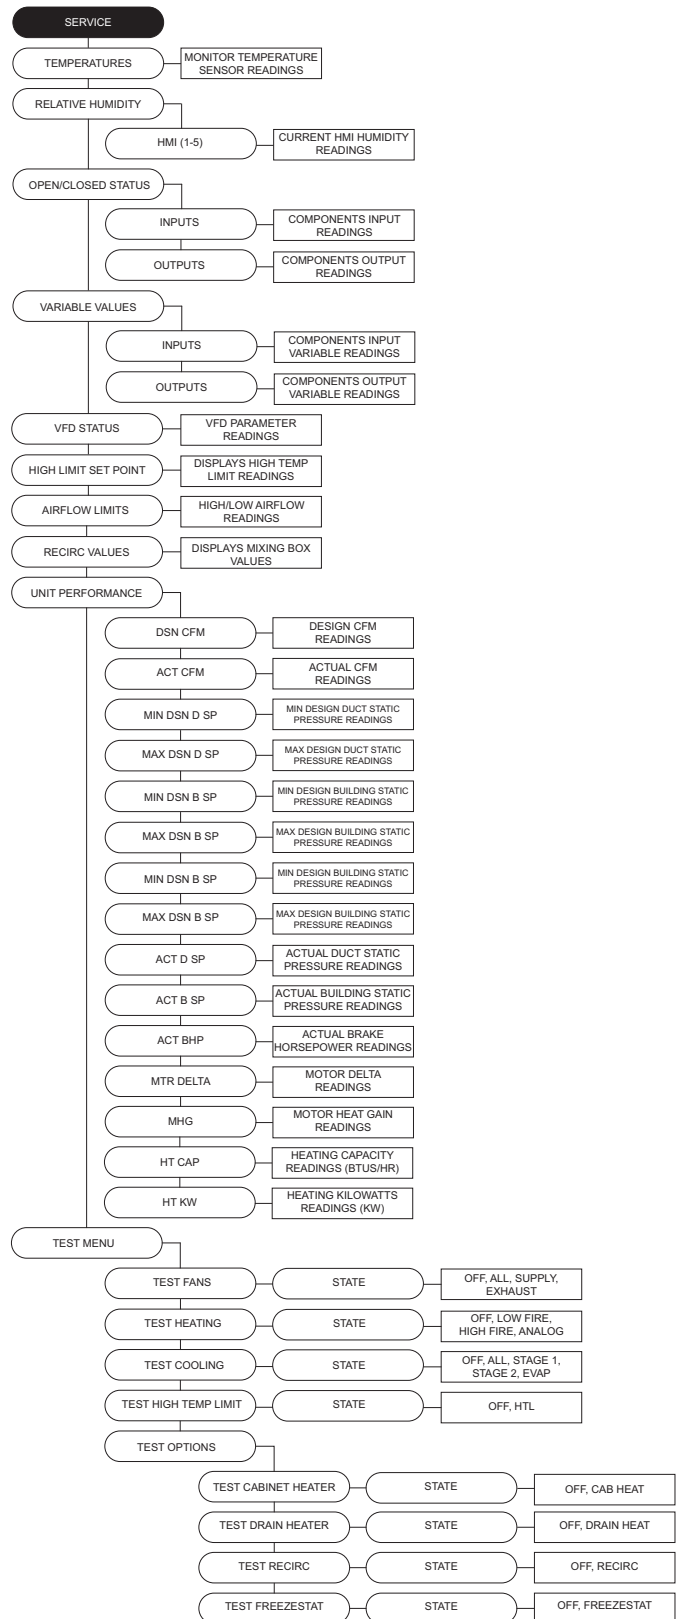 SERVICE
TEMPERATURES
MONITOR TEMPERATURE
SENSOR READINGS
RELATIVE HUMIDITY
HMI (1-5)
CURRENT HMI HUMIDITY
READINGS
OPEN/CLOSED STATUS
INPUTS
COMPONENTS INPUT
READINGS
OUTPUTS
COMPONENTS OUTPUT
READINGS
VARIABLE VALUES
INPUTS
COMPONENTS INPUT
VARIABLE READINGS
OUTPUTS
COMPONENTS OUTPUT
VARIABLE READINGS
VFD STATUS
VFD PARAMETER
READINGS
HIGH LIMIT SET POINT
DISPLAYS HIGH TEMP
LIMIT READINGS
AIRFLOW LIMITS
HIGH/LOW AIRFLOW
READINGS
RECIRC VALUES
DISPLAYS MIXING BOX
VALUES
UNIT PERFORMANCE
DSN CFM
DESIGN CFM
READINGS
ACT CFM
ACTUAL CFM
READINGS
MIN DSN D SP
MIN DESIGN DUCT STATIC
PRESSURE READINGS
MAX DSN D SP
MAX DESIGN DUCT STATIC
PRESSURE READINGS
MIN DSN B SP
MIN DESIGN BUILDING STATIC
PRESSURE READINGS
MAX DSN B SP
MAX DESIGN BUILDING STATIC
PRESSURE READINGS
MIN DSN B SP
MIN DESIGN BUILDING STATIC
PRESSURE READINGS
MAX DSN B SP
MAX DESIGN BUILDING STATIC
PRESSURE READINGS
ACT D SP
ACTUAL DUCT STATIC
PRESSURE READINGS
ACT B SP
ACTUAL BUILDING STATIC
PRESSURE READINGS
ACT BHP
ACTUAL BRAKE
HORSEPOWER READINGS
MTR DELTA
MOTOR DELTA
READINGS
MHG
MOTOR HEAT GAIN
READINGS
HT CAP
HEATING CAPACITY
READINGS (BTUS/HR)
HT KW
HEATING KILOWATTS
READINGS (KW)
TEST MENU
TEST FANS
STATE
OFF, ALL, SUPPLY,
EXHAUST
TEST HEATING
STATE
OFF, LOW FIRE,
HIGH FIRE, ANALOG
TEST COOLING
STATE
OFF, ALL, STAGE 1,
STAGE 2, EVAP
TEST HIGH TEMP LIMIT
STATE
OFF, HTL
TEST OPTIONS
TEST CABINET HEATER
STATE
OFF, CAB HEAT
TEST DRAIN HEATER
STATE
OFF, DRAIN HEAT
TEST RECIRC
STATE
OFF, RECIRC
TEST FREEZESTAT
STATE
OFF, FREEZESTAT